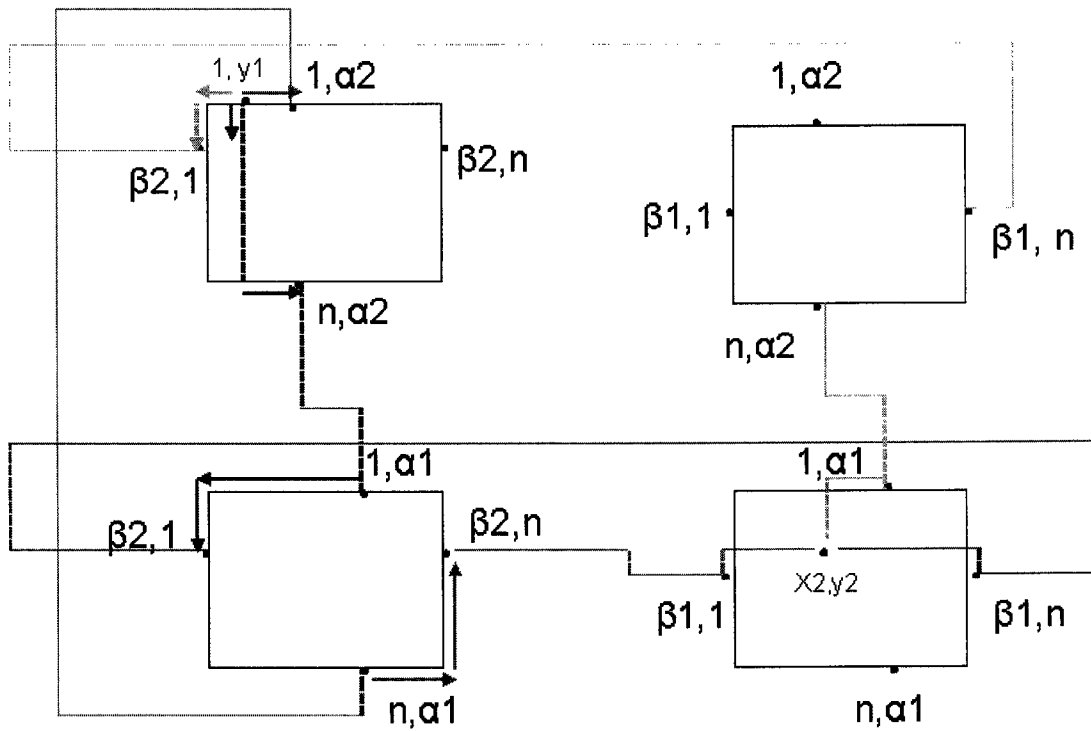 1, y1
1,α2
1,α2
β2,1
β2,n
β1,1
β1, n
n,α2
n,α2
1,α1
1,α1
β2,1
β2,n
X2,y2
β1,1
β1,n
n,α1
n,α1